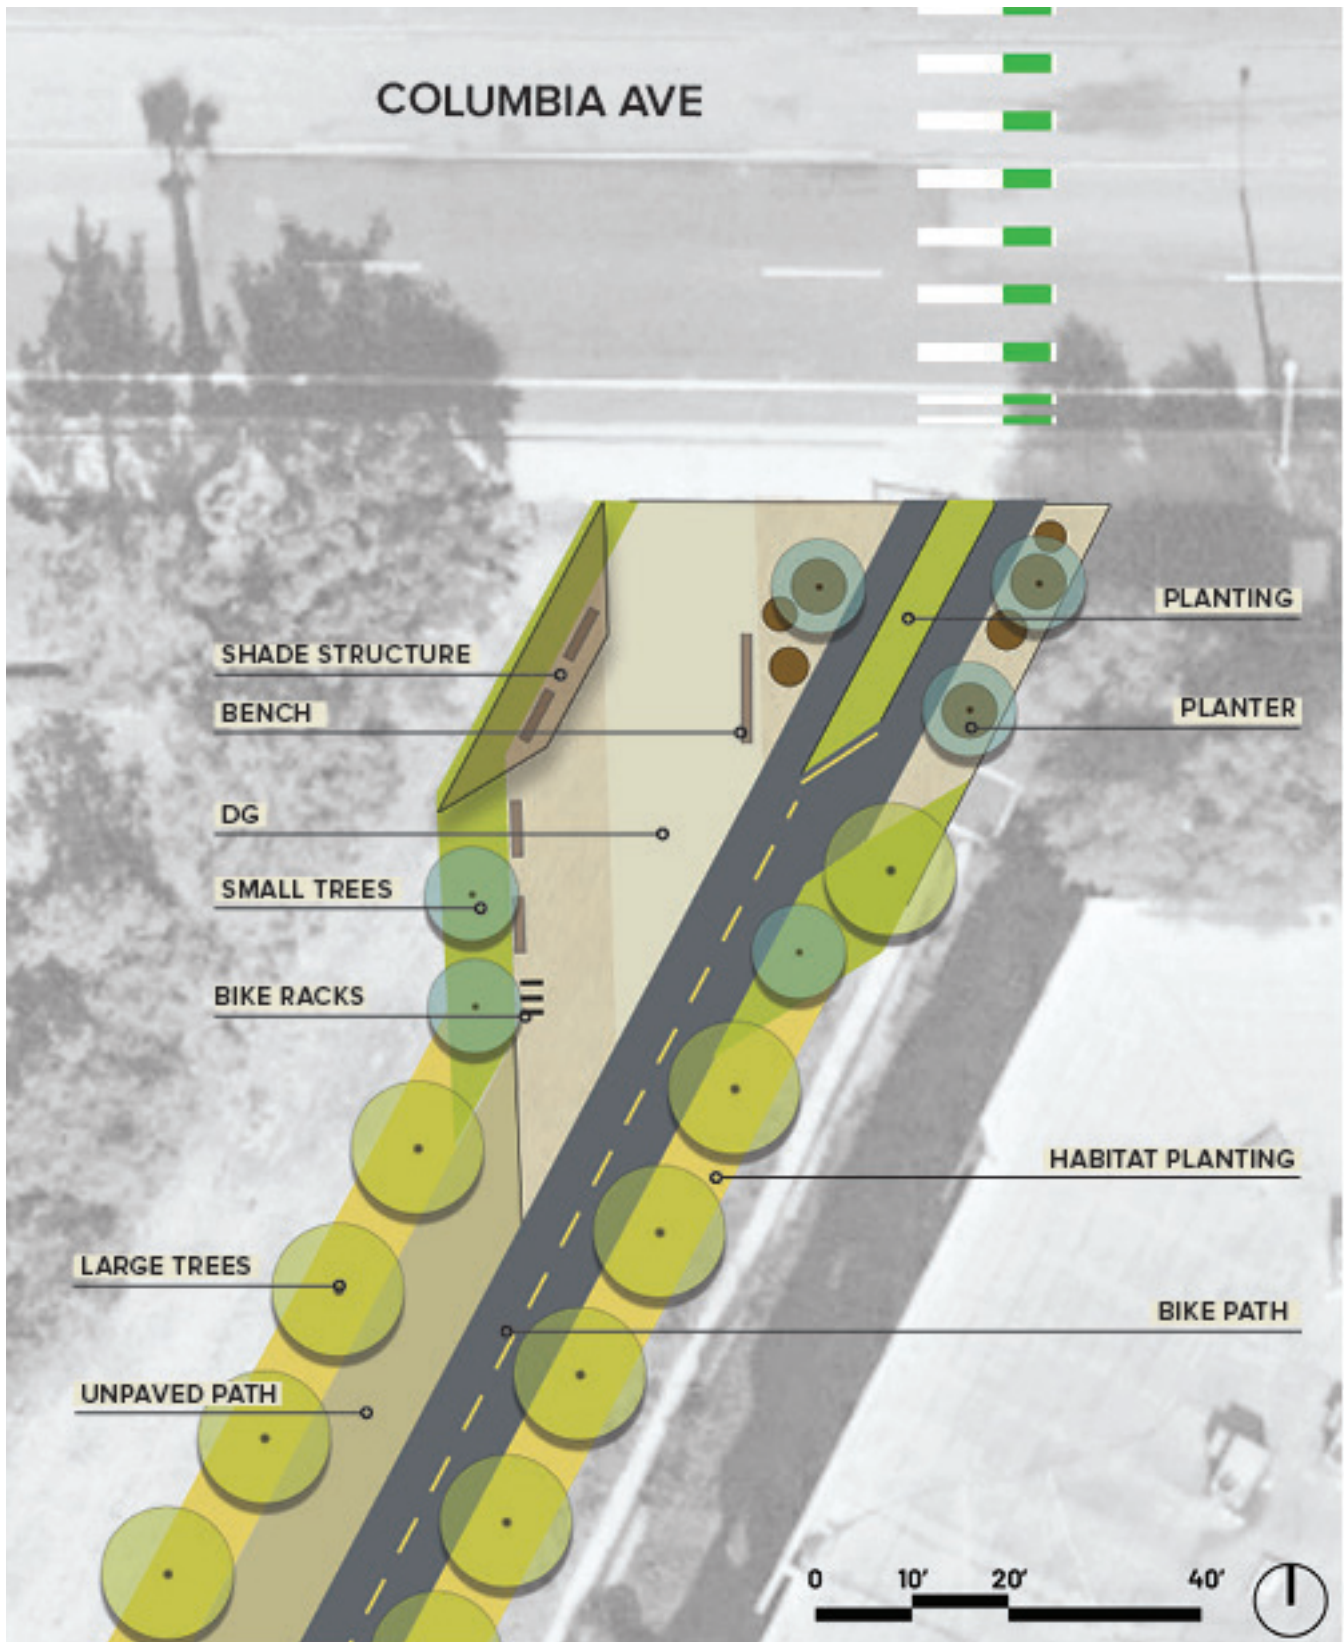 COLUMBIA AVE
PLANTING
SHADE STRUCTURE
BENCH
PLANTER
DG
SMALL TREES
BIKE RACKS
HABITAT PLANTING
LARGE TREES
BIKE PATH
UNPAVED PATH
0 10' 20' 40'